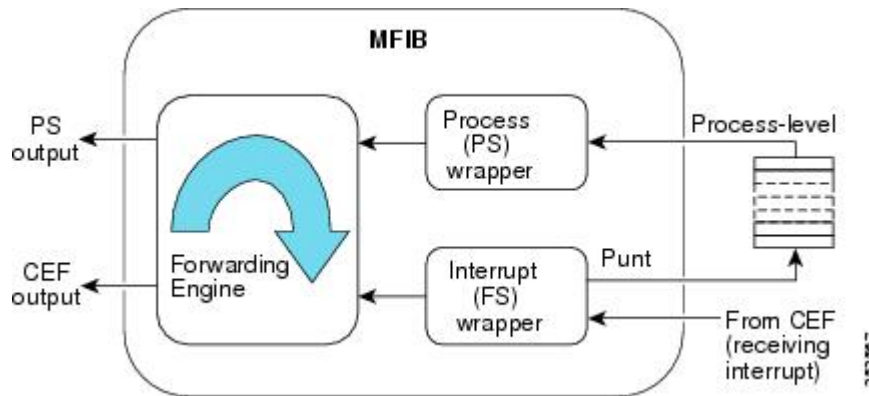 MFIB
PS
output
Process
(PS)
wrapper
Process-level
CEF
output
Forwarding
Engine
Interrupt
(FS)
wrapper
Punt
From CEF
(receiving
interrupt)